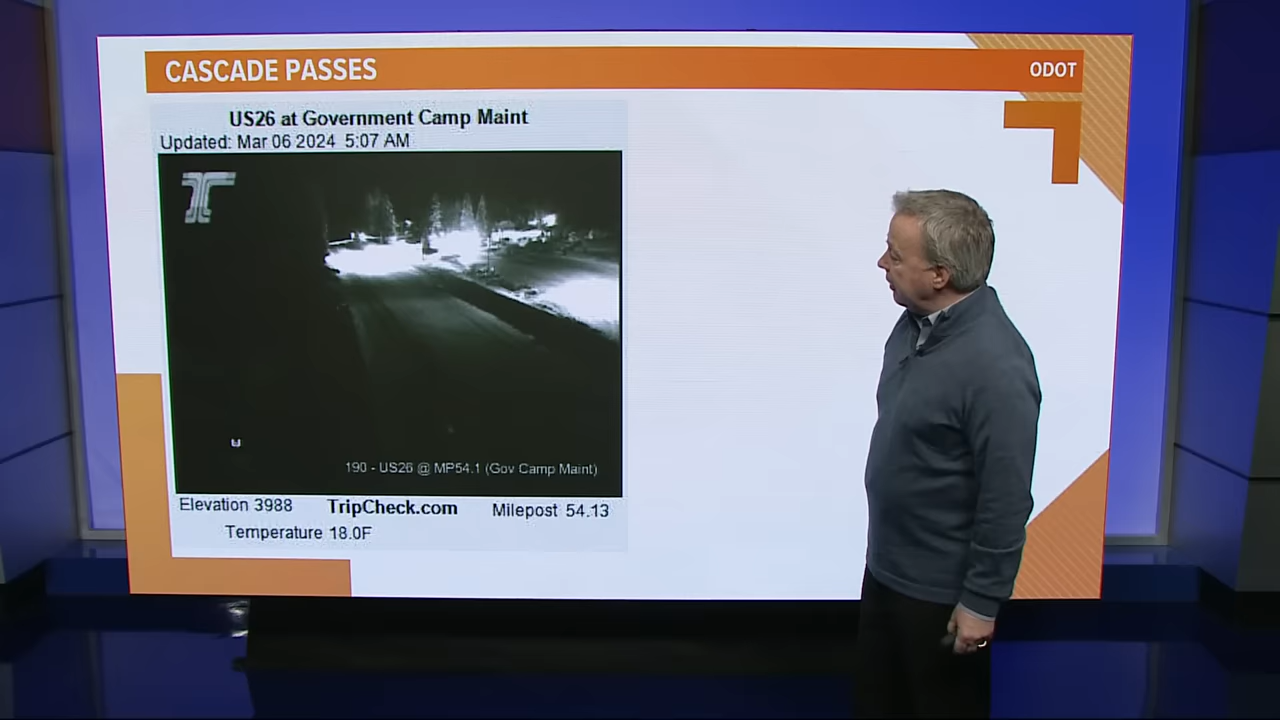 CASCADE PASSES
ODOT
US26 at Government Camp Maint
Updated: Mar 06 2024 5:07 AM
190 - US26 @ MP54.1 (Gov Camp Maint)
Elevation 3988 TripCheck.com Milepost 54.13
Temperature 18.0F